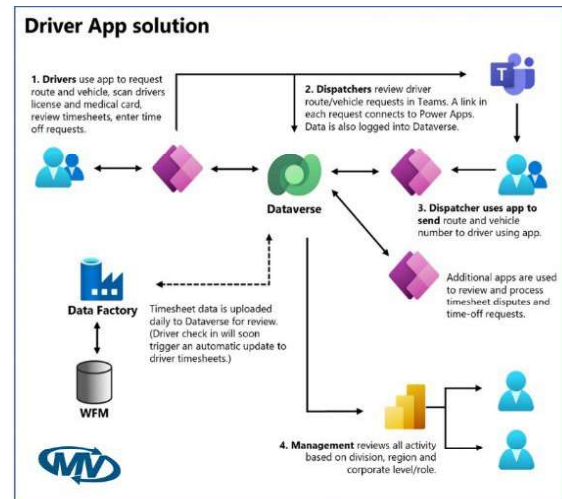 Driver App solution
1. Drivers use app to request
route and vehicle, scan drivers
license and medical card,
review timesheets, enter time
off requests.
2. Dispatchers review driver
route/vehicle requests in Teams. A link in
each request connects to Power Apps.
Data is also logged into Dataverse.
T
Dataverse
3. Dispatcher uses app to
send route and vehicle
number to driver using app.
Additional apps are used
to review and process
timesheet disputes and
time-off requests.
Data Factory
Timesheet data is uploaded
daily to Dataverse for review.
(Driver check in will soon
trigger an automatic update to
driver timesheets.)
WFM
4. Management reviews all activity
based on division, region and
corporate level/role.
MV